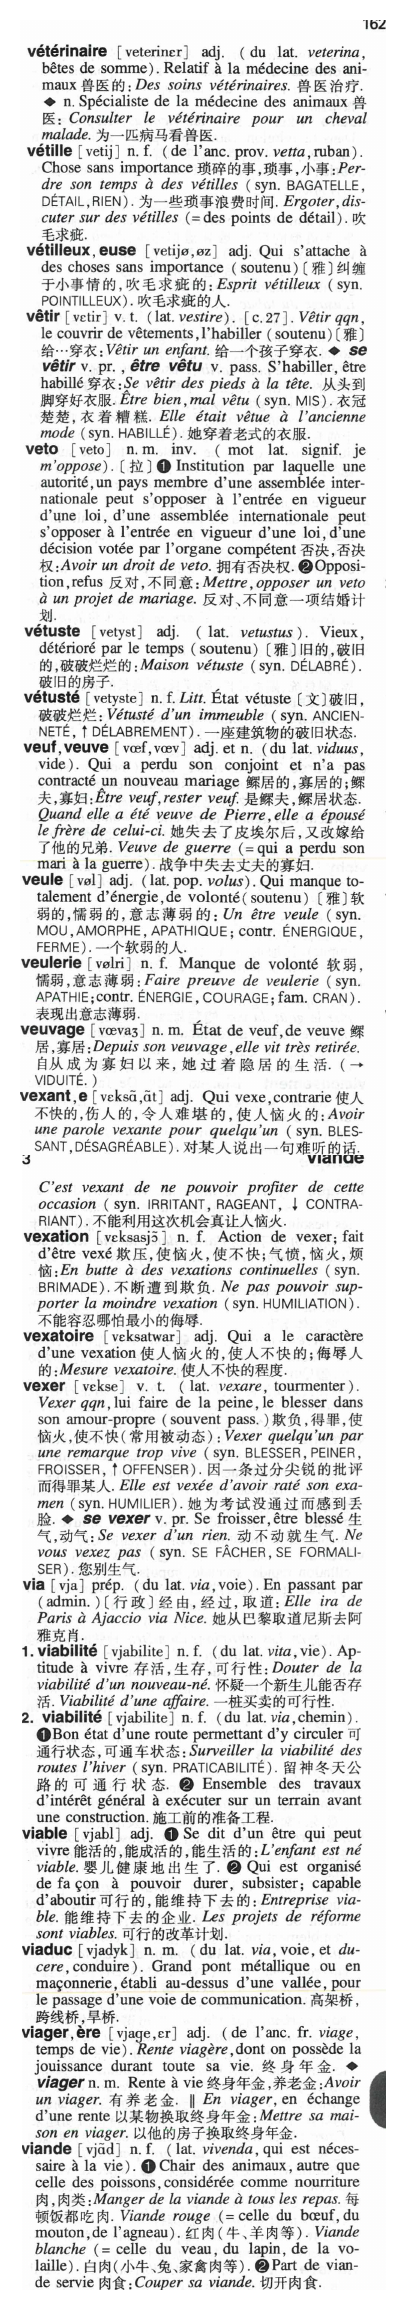 162
vétérinaire [veterinɛr] adj. (du lat. veterina,
bêtes de somme). Relatif à la médecine des ani-
maux 兽医的: Des soins vétérinaires. 兽医治疗.
◆ n. Spécialiste de la médecine des animaux 兽
医: Consulter le vétérinaire pour un cheval
malade. 为一匹病马看兽医.
vétille [vetij] n. f. (de l'anc. prov. vetta, ruban).
Chose sans importance 琐碎的事,琐事,小事:Per-
dre son temps à des vétilles (syn. BAGATELLE,
DÉTAIL, RIEN). 为一些琐事浪费时间. Ergoter, dis-
cuter sur des vétilles (= des points de détail). 吹
毛求疵.
vétilleux, euse [vetijø,øz] adj. Qui s'attache à
des choses sans importance (soutenu)〔雅〕纠缠
于小事情的,吹毛求疵的: Esprit vétilleux (syn.
POINTILLEUX). 吹毛求疵的人.
vêtir [vɛtir] v. t. (lat. vestire). [c. 27]. Vêtir qqn,
le couvrir de vêtements, l'habiller (soutenu)〔雅〕
给…穿衣: Vêtir un enfant. 给一个孩子穿衣. ◆ se
vêtir v. pr., être vêtu v. pass. S'habiller, être
habillé 穿衣:Se vêtir des pieds à la tête. 从头到
脚穿好衣服. Être bien, mal vêtu (syn. MIS). 衣冠
楚楚,衣着糟糕. Elle était vêtue à l'ancienne
mode (syn. HABILLÉ). 她穿着老式的衣服.
veto [veto] n. m. inv. (mot lat. signif. je
m'oppose).〔拉〕❶ Institution par laquelle une
autorité, un pays membre d'une assemblée inter-
nationale peut s'opposer à l'entrée en vigueur
d'une loi, d'une assemblée internationale peut
s'opposer à l'entrée en vigueur d'une loi, d'une
décision votée par l'organe compétent 否决,否决
权:Avoir un droit de veto. 拥有否决权. ❷ Opposi-
tion, refus 反对,不同意: Mettre, opposer un veto
à un projet de mariage. 反对、不同意一项结婚计
划.
vétuste [vetyst] adj. (lat. vetustus). Vieux,
détérioré par le temps (soutenu)〔雅〕旧的,破旧
的,破破烂烂的: Maison vétuste (syn. DÉLABRÉ).
破旧的房子.
vétusté [vetyste] n. f. Litt. État vétuste〔文〕破旧,
破破烂烂: Vétusté d'un immeuble (syn. ANCIEN-
NETÉ, ↑ DÉLABREMENT). 一座建筑物的破旧状态.
veuf, veuve [vœf, vœv] adj. et n. (du lat. viduus,
vide). Qui a perdu son conjoint et n'a pas
contracté un nouveau mariage 鳏居的,寡居的;鳏
夫,寡妇:Être veuf, rester veuf. 是鳏夫,鳏居状态.
Quand elle a été veuve de Pierre, elle a épousé
le frère de celui-ci. 她失去了皮埃尔后,又改嫁给
了他的兄弟. Veuve de guerre (= qui a perdu son
mari à la guerre). 战争中失去丈夫的寡妇.
veule [vøl] adj. (lat. pop. volus). Qui manque to-
talement d'énergie, de volonté (soutenu)〔雅〕软
弱的,懦弱的,意志薄弱的: Un être veule (syn.
MOU, AMORPHE, APATHIQUE; contr. ÉNERGIQUE,
FERME). 一个软弱的人.
veulerie [vølri] n. f. Manque de volonté 软弱,
懦弱,意志薄弱: Faire preuve de veulerie (syn.
APATHIE; contr. ÉNERGIE, COURAGE; fam. CRAN).
表现出意志薄弱.
veuvage [vœvaʒ] n. m. État de veuf, de veuve 鳏
居,寡居:Depuis son veuvage, elle vit très retirée.
自从成为寡妇以来,她过着隐居的生活. (→
VIDUITÉ.)
vexant, e [vɛksɑ̃,ɑ̃t] adj. Qui vexe, contrarie 使人
不快的,伤人的,令人难堪的,使人恼火的: Avoir
une parole vexante pour quelqu'un (syn. BLES-
SANT, DÉSAGRÉABLE). 对某人说出一句难听的话.
3 viande
C'est vexant de ne pouvoir profiter de cette
occasion (syn. IRRITANT, RAGEANT, ↓ CONTRA-
RIANT). 不能利用这次机会真让人恼火.
vexation [vɛksasjɔ̃] n. f. Action de vexer; fait
d'être vexé 欺压,使恼火,使不快;气愤,恼火,烦
恼:En butte à des vexations continuelles (syn.
BRIMADE). 不断遭到欺负. Ne pas pouvoir sup-
porter la moindre vexation (syn. HUMILIATION).
不能容忍哪怕最小的侮辱.
vexatoire [vɛksatwar] adj. Qui a le caractère
d'une vexation 使人恼火的,使人不快的;侮辱人
的:Mesure vexatoire. 使人不快的程度.
vexer [vɛkse] v. t. (lat. vexare, tourmenter).
Vexer qqn, lui faire de la peine, le blesser dans
son amour-propre (souvent pass.) 欺负,得罪,使
恼火,使不快(常用被动态): Vexer quelqu'un par
une remarque trop vive (syn. BLESSER, PEINER,
FROISSER, ↑ OFFENSER). 因一条过分尖锐的批评
而得罪某人. Elle est vexée d'avoir raté son exa-
men (syn. HUMILIER). 她为考试没通过而感到丢
脸. ◆ se vexer v. pr. Se froisser, être blessé 生
气,动气: Se vexer d'un rien. 动不动就生气. Ne
vous vexez pas (syn. SE FÂCHER, SE FORMALI-
SER). 您别生气.
via [vja] prép. (du lat. via, voie). En passant par
(admin.)〔行政〕经由,经过,取道: Elle ira de
Paris à Ajaccio via Nice. 她从巴黎取道尼斯去阿
雅克肖.
1. viabilité [vjabilite] n. f. (du lat. vita, vie). Ap-
titude à vivre 存活,生存,可行性: Douter de la
viabilité d'un nouveau-né. 怀疑一个新生儿能否存
活. Viabilité d'une affaire. 一桩买卖的可行性.
2. viabilité [vjabilite] n. f. (du lat. via, chemin).
❶ Bon état d'une route permettant d'y circuler 可
通行状态,可通车状态: Surveiller la viabilité des
routes l'hiver (syn. PRATICABILITÉ). 留神冬天公
路的可通行状态. ❷ Ensemble des travaux
d'intérêt général à exécuter sur un terrain avant
une construction. 施工前的准备工程.
viable [vjabl] adj. ❶ Se dit d'un être qui peut
vivre 能活的,能成活的,能生活的:L'enfant est né
viable. 婴儿健康地出生了. ❷ Qui est organisé
de fa çon à pouvoir durer, subsister; capable
d'aboutir 可行的,能维持下去的: Entreprise via-
ble. 能维持下去的企业. Les projets de réforme
sont viables. 可行的改革计划.
viaduc [vjadyk] n. m. (du lat. via, voie, et du-
cere, conduire). Grand pont métallique ou en
maçonnerie, établi au-dessus d'une vallée, pour
le passage d'une voie de communication. 高架桥,
跨线桥,旱桥.
viager, ère [vjaʒe,ɛr] adj. (de l'anc. fr. viage,
temps de vie). Rente viagère, dont on possède la
jouissance durant toute sa vie. 终身年金. ◆
viager n. m. Rente à vie 终身年金,养老金:Avoir
un viager. 有养老金. ‖ En viager, en échange
d'une rente 以某物换取终身年金: Mettre sa mai-
son en viager. 以他的房子换取终身年金.
viande [vjɑ̃d] n. f. (lat. vivenda, qui est néces-
saire à la vie). ❶ Chair des animaux, autre que
celle des poissons, considérée comme nourriture
肉,肉类:Manger de la viande à tous les repas. 每
顿饭都吃肉. Viande rouge (= celle du bœuf, du
mouton, de l'agneau). 红肉(牛、羊肉等). Viande
blanche (= celle du veau, du lapin, de la vo-
laille). 白肉(小牛、兔、家禽肉等). ❷ Part de vian-
de servie 肉食:Couper sa viande. 切开肉食.